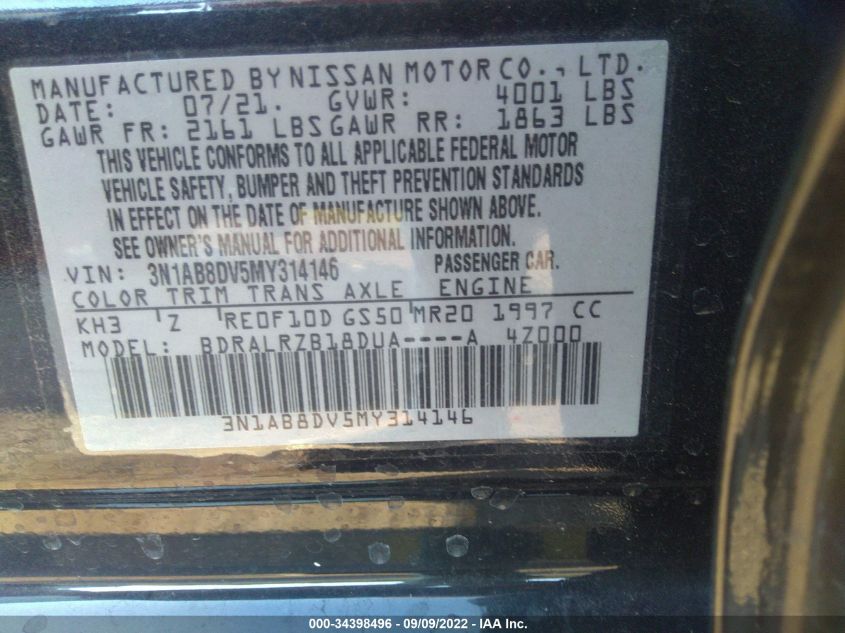 MANUFACTURED BY NISSAN MOTOR CO., LTD.
DATE: 07/21. GVWR: 4001 LBS
GAWR FR: 2161 LBS GAWR RR: 1863 LBS
THIS VEHICLE CONFORMS TO ALL APPLICABLE FEDERAL MOTOR
VEHICLE SAFETY, BUMPER AND THEFT PREVENTION STANDARDS
IN EFFECT ON THE DATE OF MANUFACTURE SHOWN ABOVE.
SEE OWNER'S MANUAL FOR ADDITIONAL INFORMATION.
VIN: 3N1AB8DV5MY314146 PASSENGER CAR.
COLOR TRIM TRANS AXLE ENGINE
KH3 Z RE0F10D GS50 MR20 1997 CC
MODEL: BDRALRZB18DUA----A 4Z000
3N1AB8DV5MY314146
000-34398496 - 09/09/2022 - IAA Inc.